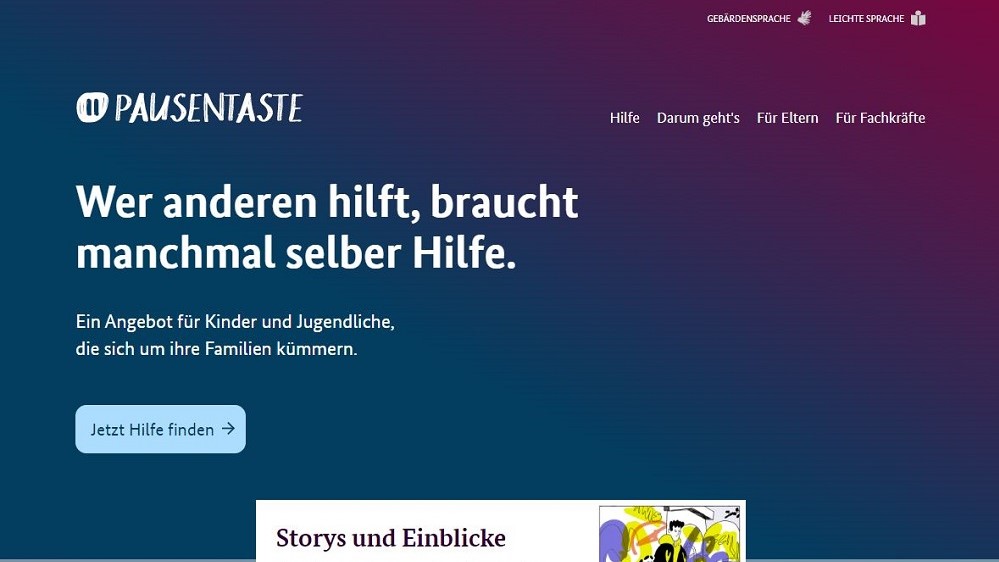 GEBÄRDENSPRACHE
LEICHTE SPRACHE
PAUSENTASTE
Hilfe
Darum geht's
Für Eltern
Für Fachkräfte
Wer anderen hilft, braucht
manchmal selber Hilfe.
Ein Angebot für Kinder und Jugendliche,
die sich um ihre Familien kümmern.
Jetzt Hilfe finden →
Storys und Einblicke